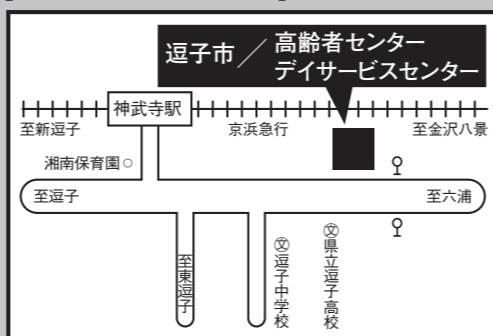 逗子市／高齢者センター
デイサービスセンター
神武寺駅
至新逗子
京浜急行
至金沢八景
湘南保育園
至逗子
至六浦
至東逗子
文逗子中学校
文県立逗子高校